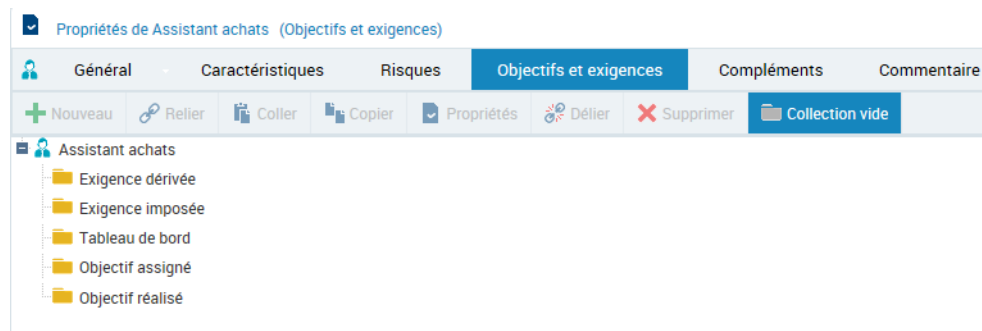 Propriétés de Assistant achats (Objectifs et exigences)
Général Caractéristiques Risques Objectifs et exigences Compléments Commentaire
Nouveau Relier Coller Copier Propriétés Délier Supprimer Collection vide
Assistant achats
Exigence dérivée
Exigence imposée
Tableau de bord
Objectif assigné
Objectif réalisé